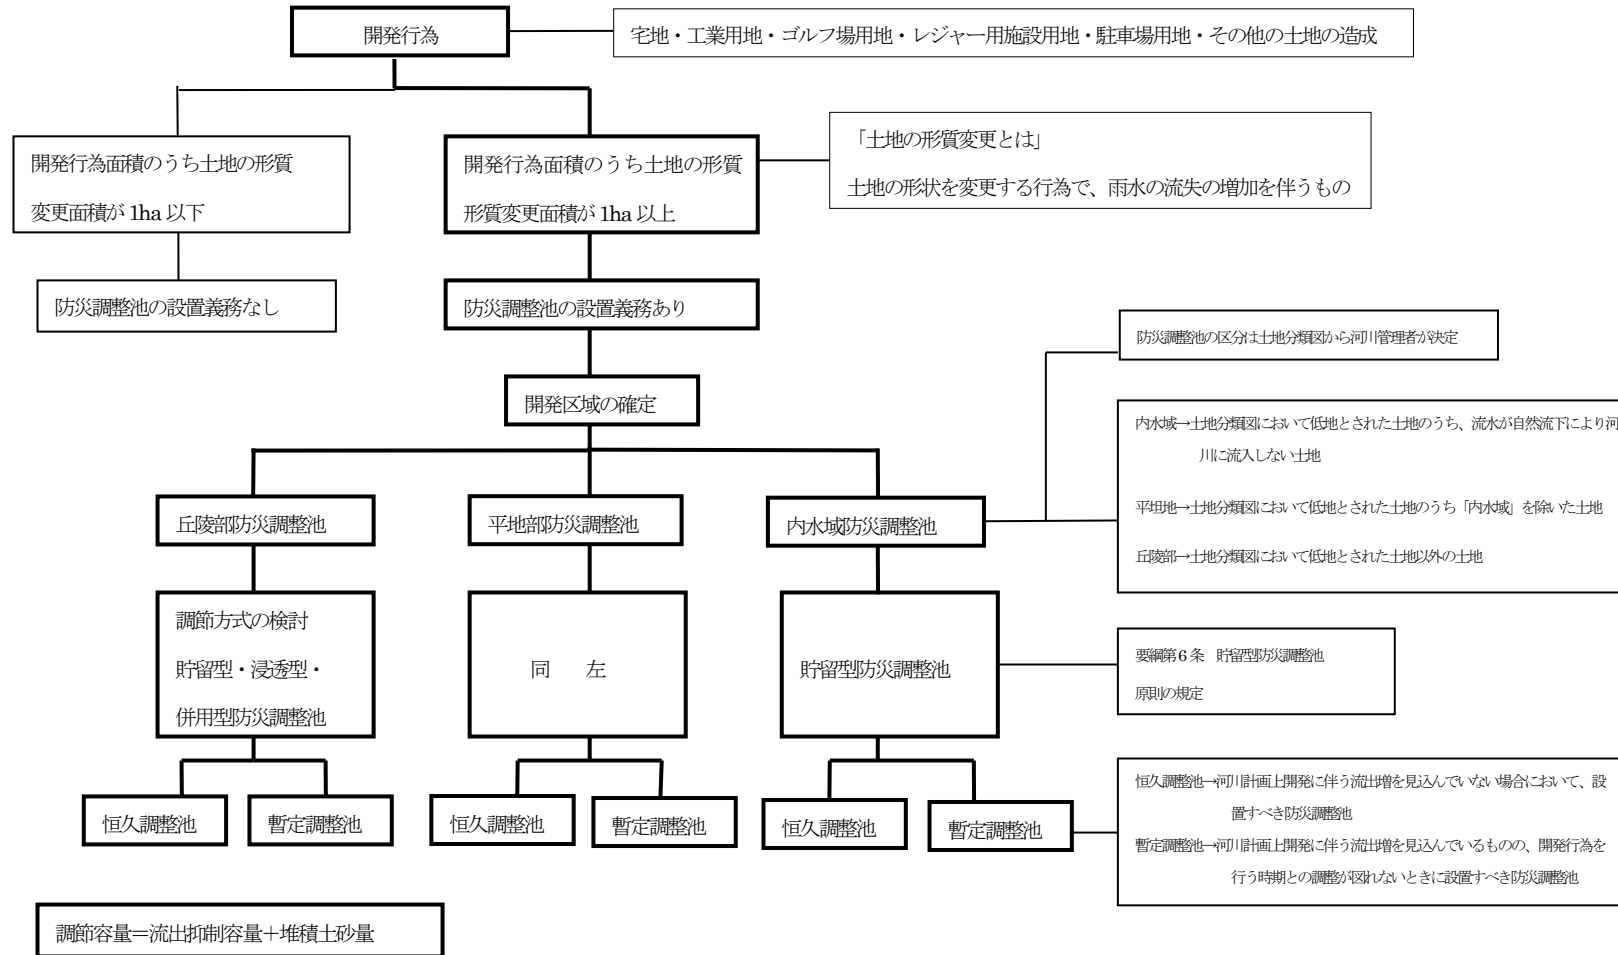 開発行為
宅地・工業用地・ゴルフ場用地・レジャー用施設用地・駐車場用地・その他の土地の造成
開発行為面積のうち土地の形質
変更面積が 1ha 以下
開発行為面積のうち土地の形質
形質変更面積が 1ha 以上
「土地の形質変更とは」
土地の形状を変更する行為で、雨水の流失の増加を伴うもの
防災調整池の設置義務なし
防災調整池の設置義務あり
防災調整池の区分は土地分類図から河川管理者が決定
開発区域の確定
内水域→土地分類図において低地とされた土地のうち、流水が自然流下により河
川に流入しない土地
平坦地→土地分類図において低地とされた土地のうち「内水域」を除いた土地
丘陵部→土地分類図において低地とされた土地以外の土地
丘陵部防災調整池
平地部防災調整池
内水域防災調整池
調節方式の検討
貯留型・浸透型・
併用型防災調整池
同 左
貯留型防災調整池
要綱第6条 貯留型防災調整池
原則の規定
恒久調整池
暫定調整池
恒久調整池
暫定調整池
恒久調整池
暫定調整池
恒久調整池→河川計画上開発に伴う流出増を見込んでいない場合において、設
置すべき防災調整池
暫定調整池→河川計画上開発に伴う流出増を見込んでいるものの、開発行為を
行う時期との調整が図れないときに設置すべき防災調整池
調節容量＝流出抑制容量＋堆積土砂量